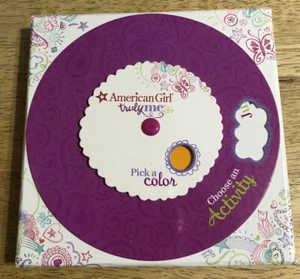 American Girl
truly me
Pick a
color
Choose an
Activity